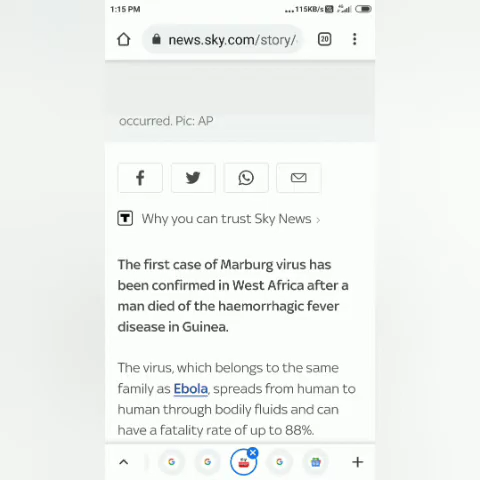 1:15 PM
115KB/s
news.sky.com/story/
20
occurred. Pic: AP
Why you can trust Sky News
The first case of Marburg virus has
been confirmed in West Africa after a
man died of the haemorrhagic fever
disease in Guinea.
The virus, which belongs to the same
family as Ebola, spreads from human to
human through bodily fluids and can
have a fatality rate of up to 88%.